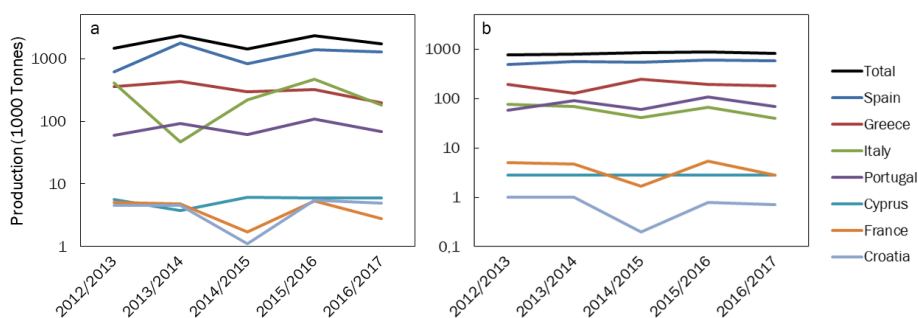 a
Production (1000 Tonnes)
1000
100
10
1
2012/2013
2013/2014
2014/2015
2015/2016
2016/2017
b
1000
100
10
1
0,1
2012/2013
2013/2014
2014/2015
2015/2016
2016/2017
Total
Spain
Greece
Italy
Portugal
Cyprus
France
Croatia